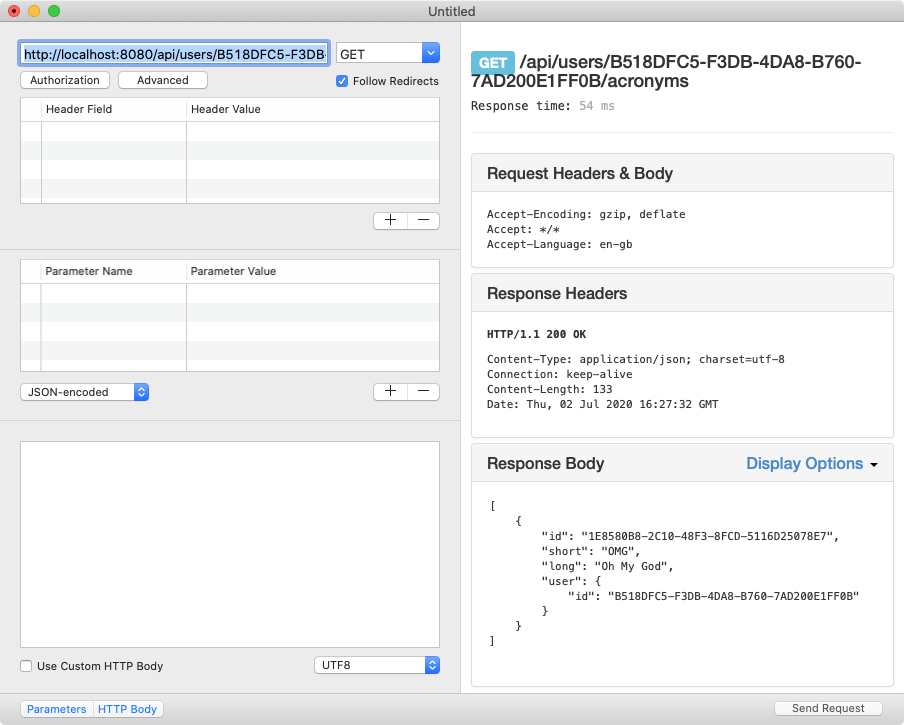 Untitled
http://localhost:8080/api/users/B518DFC5-F3DB-
GET
Authorization
Advanced
Follow Redirects
Header Field
Header Value
+ −
Parameter Name
Parameter Value
JSON-encoded
+ −
Use Custom HTTP Body
UTF8
Parameters
HTTP Body
GET /api/users/B518DFC5-F3DB-4DA8-B760-
7AD200E1FF0B/acronyms
Response time: 54 ms
Request Headers & Body
Accept-Encoding: gzip, deflate
Accept: */*
Accept-Language: en-gb
Response Headers
HTTP/1.1 200 OK
Content-Type: application/json; charset=utf-8
Connection: keep-alive
Content-Length: 133
Date: Thu, 02 Jul 2020 16:27:32 GMT
Response Body
Display Options
[
{
"id": "1E8580B8-2C10-48F3-8FCD-5116D25078E7",
"short": "OMG",
"long": "Oh My God",
"user": {
"id": "B518DFC5-F3DB-4DA8-B760-7AD200E1FF0B"
}
}
]
Send Request